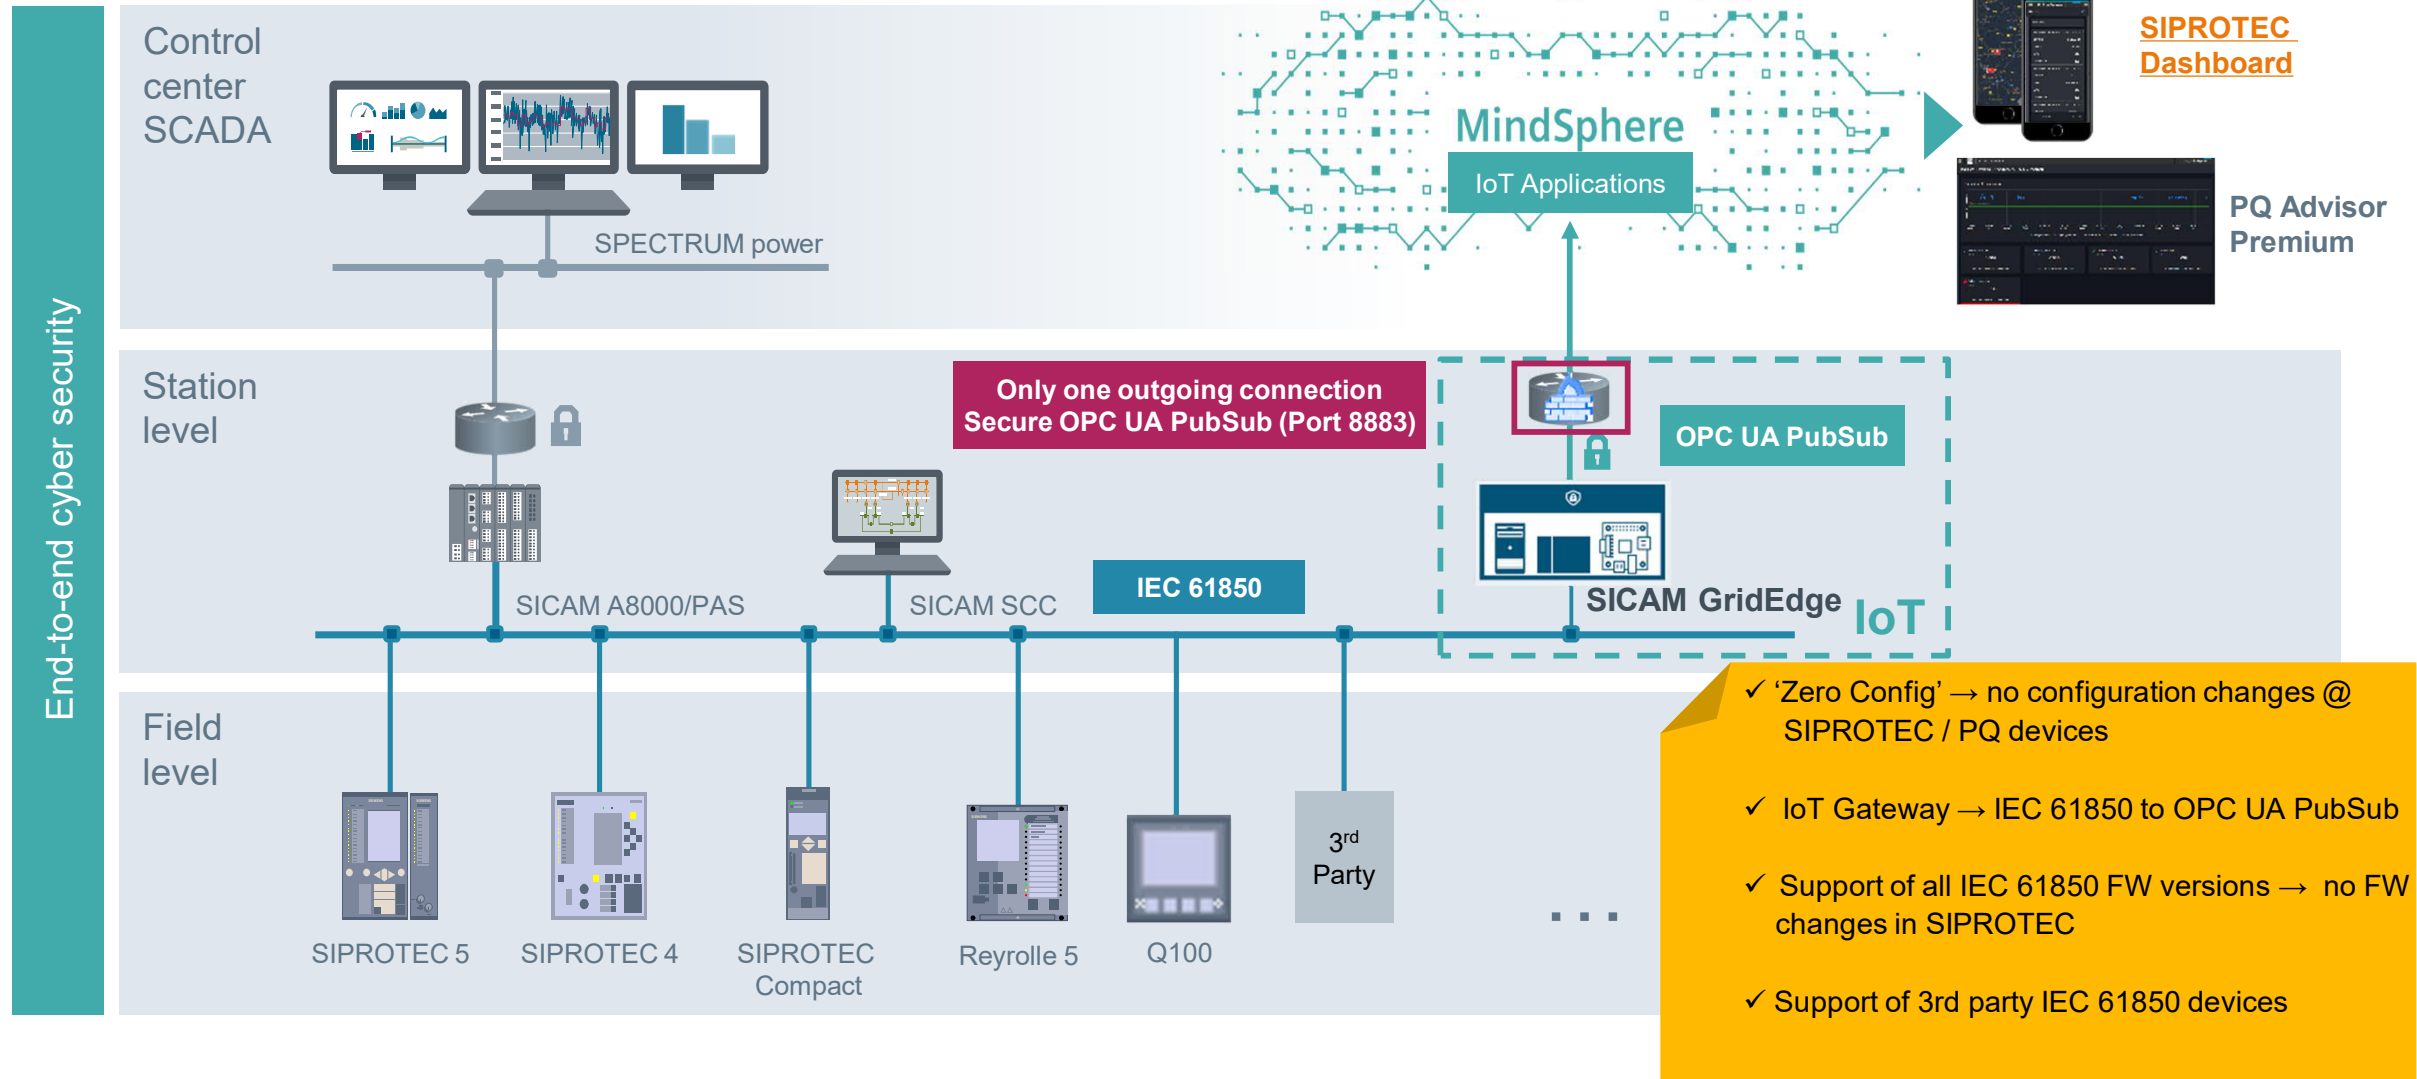 End-to-end cyber security
Control
center
SCADA
SPECTRUM power
MindSphere
IoT Applications
SIPROTEC
Dashboard
PQ Advisor
Premium
Station
level
Only one outgoing connection
Secure OPC UA PubSub (Port 8883)
OPC UA PubSub
SICAM A8000/PAS
SICAM SCC
IEC 61850
SICAM GridEdge
IoT
Field
level
3rd
Party
SIPROTEC 5
SIPROTEC 4
SIPROTEC
Compact
Reyrolle 5
Q100
...
✓ ‘Zero Config’ → no configuration changes @
SIPROTEC / PQ devices
✓ IoT Gateway → IEC 61850 to OPC UA PubSub
✓ Support of all IEC 61850 FW versions → no FW
changes in SIPROTEC
✓ Support of 3rd party IEC 61850 devices